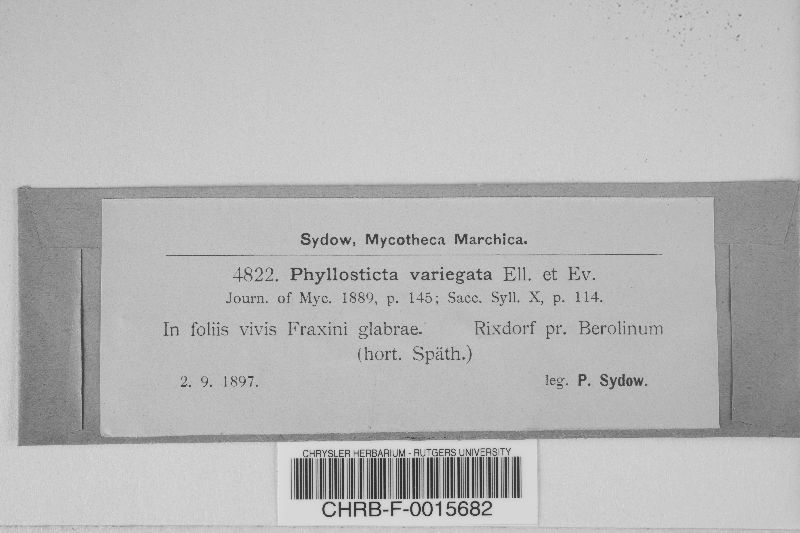 Sydow, Mycotheca Marchica.
4822. Phyllosticta variegata Ell. et Ev.
Journ. of Myc. 1889, p. 145; Sacc. Syll. X, p. 114.
In foliis vivis Fraxini glabrae. Rixdorf pr. Berolinum
(hort. Späth.)
2. 9. 1897. leg. P. Sydow.
CHRYSLER HERBARIUM - RUTGERS UNIVERSITY
CHRB-F-0015682